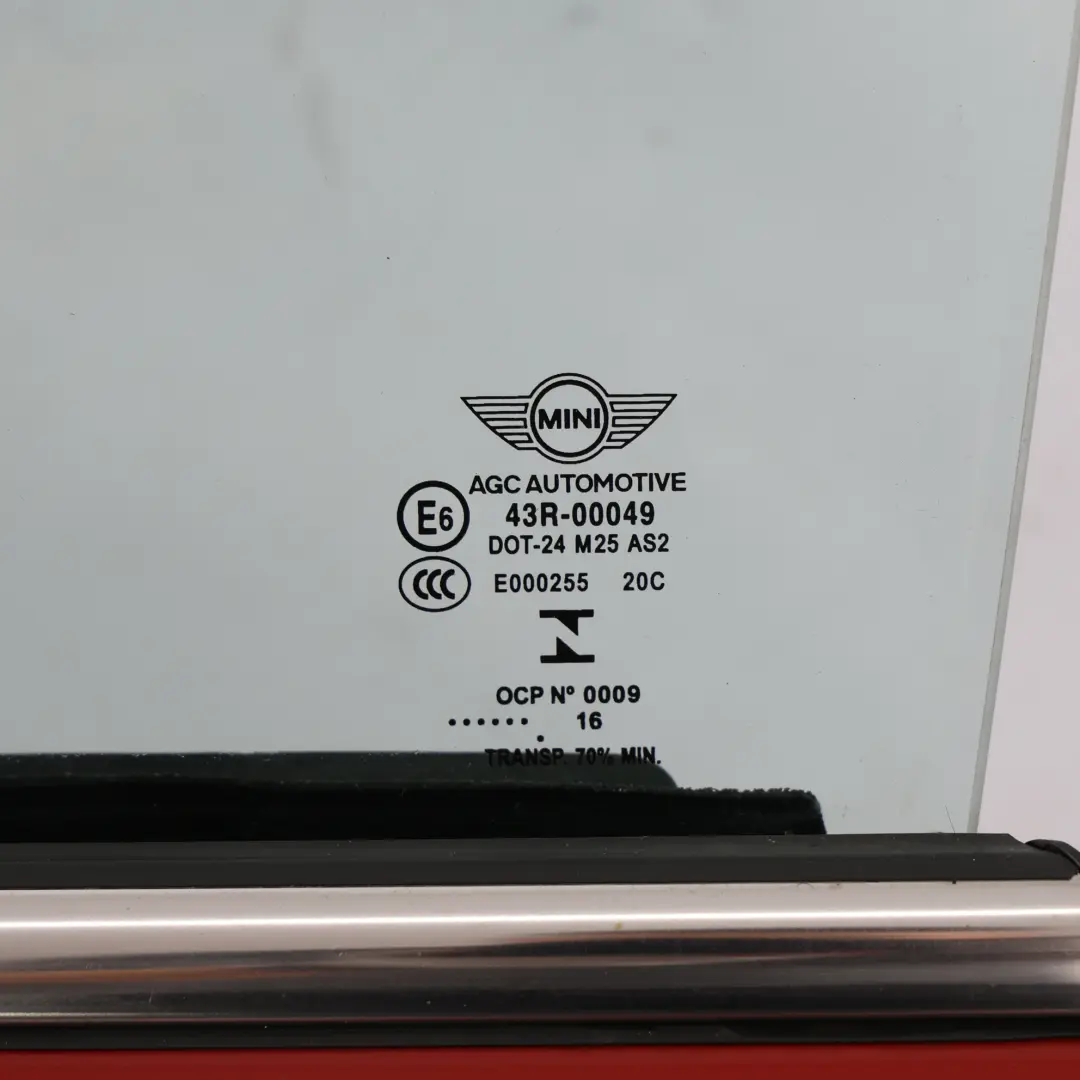 MINI
AGC AUTOMOTIVE
E6 43R-00049
DOT-24 M25 AS2
CCC E000255 20C
OCP Nº 0009
...... 16
.
TRANSP. 70% MIN.